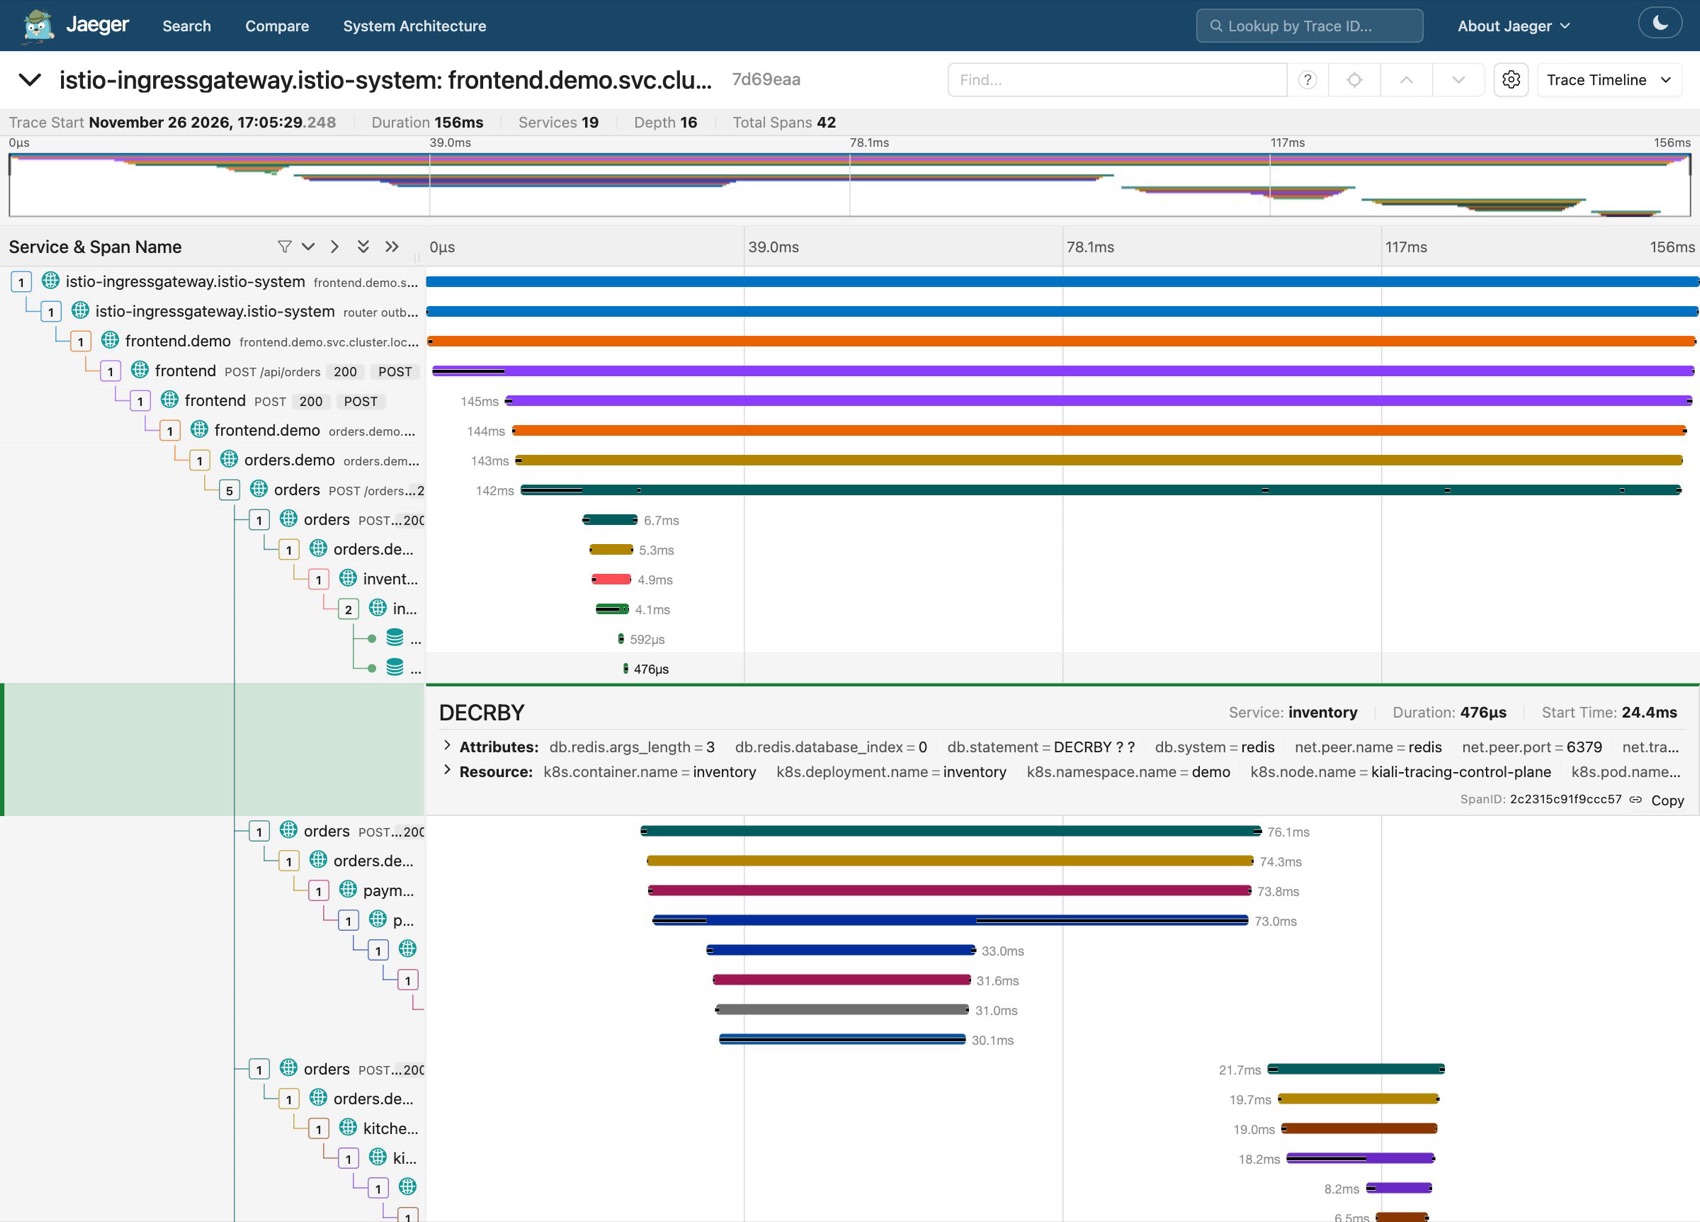 Jaeger Search Compare System Architecture Lookup by Trace ID... About Jaeger
istio-ingressgateway.istio-system: frontend.demo.svc.clu... 7d69eaa Find... ? Trace Timeline
Trace Start November 26 2026, 17:05:29.248 Duration 156ms Services 19 Depth 16 Total Spans 42
0μs 39.0ms 78.1ms 117ms 156ms
Service & Span Name 0μs 39.0ms 78.1ms 117ms 156ms
1 istio-ingressgateway.istio-system frontend.demo.s...
1 istio-ingressgateway.istio-system router outb...
1 frontend.demo frontend.demo.svc.cluster.loc...
1 frontend POST /api/orders 200 POST
1 frontend POST 200 POST 145ms
1 frontend.demo orders.demo.... 144ms
1 orders.demo orders.dem... 143ms
5 orders POST /orders...2 142ms
1 orders POST...200 6.7ms
1 orders.de... 5.3ms
1 invent... 4.9ms
2 in... 4.1ms
... 592μs
... 476μs
DECRBY Service: inventory Duration: 476μs Start Time: 24.4ms
Attributes: db.redis.args_length = 3 db.redis.database_index = 0 db.statement = DECRBY ? ? db.system = redis net.peer.name = redis net.peer.port = 6379 net.tra...
Resource: k8s.container.name = inventory k8s.deployment.name = inventory k8s.namespace.name = demo k8s.node.name = kiali-tracing-control-plane k8s.pod.name...
SpanID: 2c2315c91f9ccc57 Copy
1 orders POST...200 76.1ms
1 orders.de... 74.3ms
1 paym... 73.8ms
1 p... 73.0ms
1 33.0ms
1 31.6ms
31.0ms
30.1ms
1 orders POST...200 21.7ms
1 orders.de... 19.7ms
1 kitche... 19.0ms
1 ki... 18.2ms
1 8.2ms
1 6.5ms